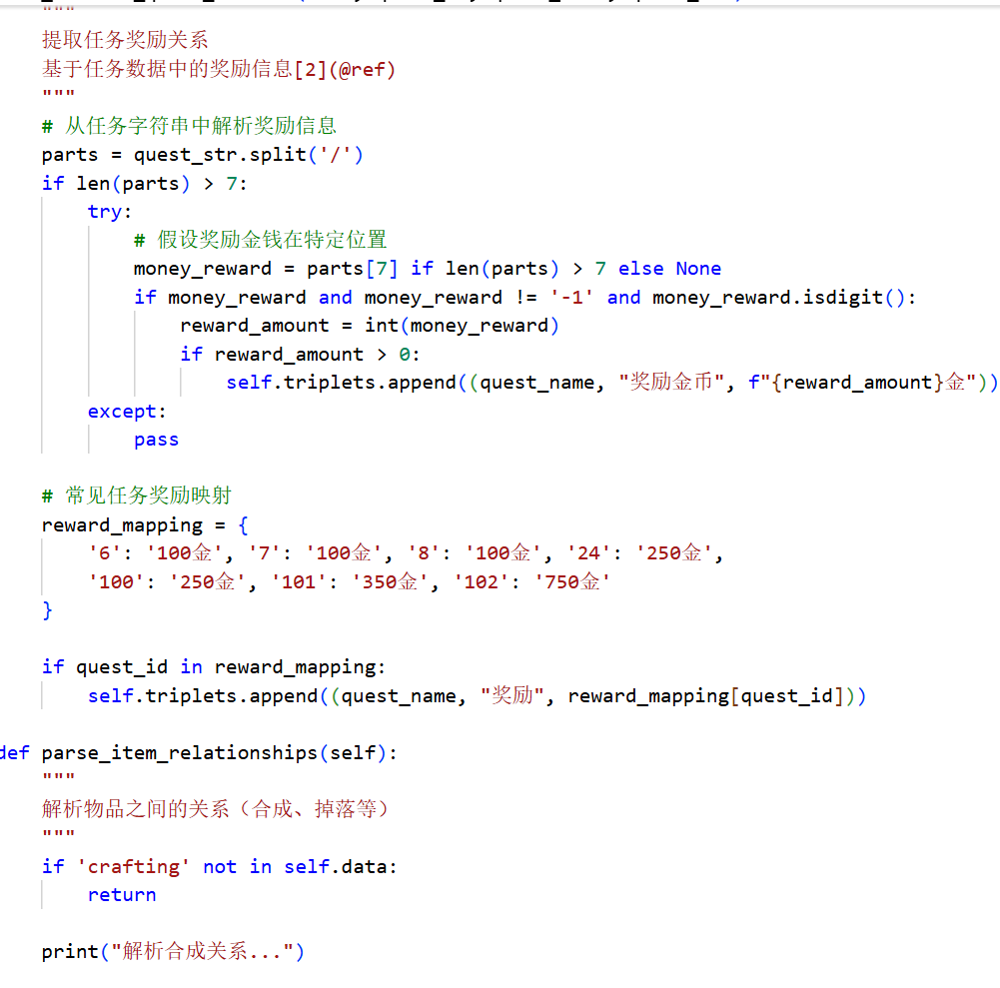 """
提取任务奖励关系
基于任务数据中的奖励信息[2](@ref)
"""
# 从任务字符串中解析奖励信息
parts = quest_str.split('/')
if len(parts) > 7:
try:
# 假设奖励金钱在特定位置
money_reward = parts[7] if len(parts) > 7 else None
if money_reward and money_reward != '-1' and money_reward.isdigit():
reward_amount = int(money_reward)
if reward_amount > 0:
self.triplets.append((quest_name, "奖励金币", f"{reward_amount}金"))
except:
pass
# 常见任务奖励映射
reward_mapping = {
'6': '100金', '7': '100金', '8': '100金', '24': '250金',
'100': '250金', '101': '350金', '102': '750金'
}
if quest_id in reward_mapping:
self.triplets.append((quest_name, "奖励", reward_mapping[quest_id]))
def parse_item_relationships(self):
"""
解析物品之间的关系（合成、掉落等）
"""
if 'crafting' not in self.data:
return
print("解析合成关系...")